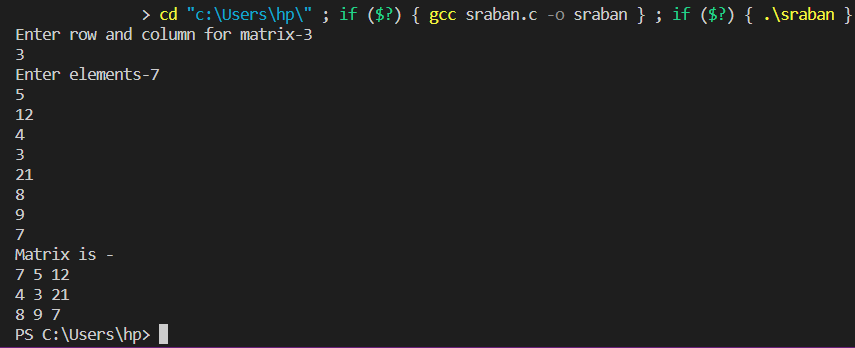 > cd "c:\Users\hp\" ; if ($?) { gcc sraban.c -o sraban } ; if ($?) { .\sraban }
Enter row and column for matrix-3
3
Enter elements-7
5
12
4
3
21
8
9
7
Matrix is -
7 5 12
4 3 21
8 9 7
PS C:\Users\hp>